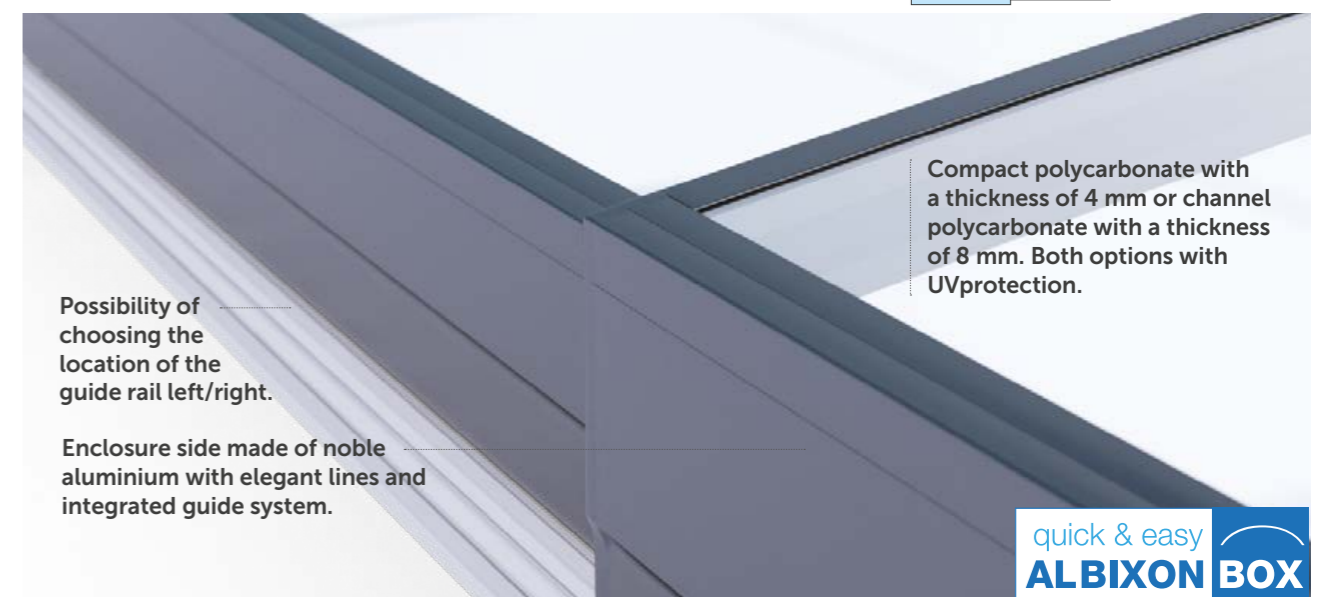 Compact polycarbonate with
a thickness of 4 mm or channel
polycarbonate with a thickness
of 8 mm. Both options with
UVprotection.
Possibility of
choosing the
location of the
guide rail left/right.
Enclosure side made of noble
aluminium with elegant lines and
integrated guide system.
quick & easy
ALBIXON BOX